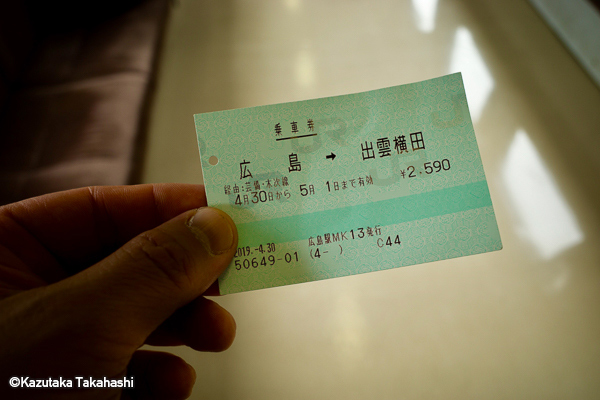 乗車券
広島 → 出雲横田
経由:芸備・木次線
4月30日から 5月 1日まで有効 ¥2,590
2019.-4.30 広島駅MK13発行
50649-01 (4- ) C44
©Kazutaka Takahashi